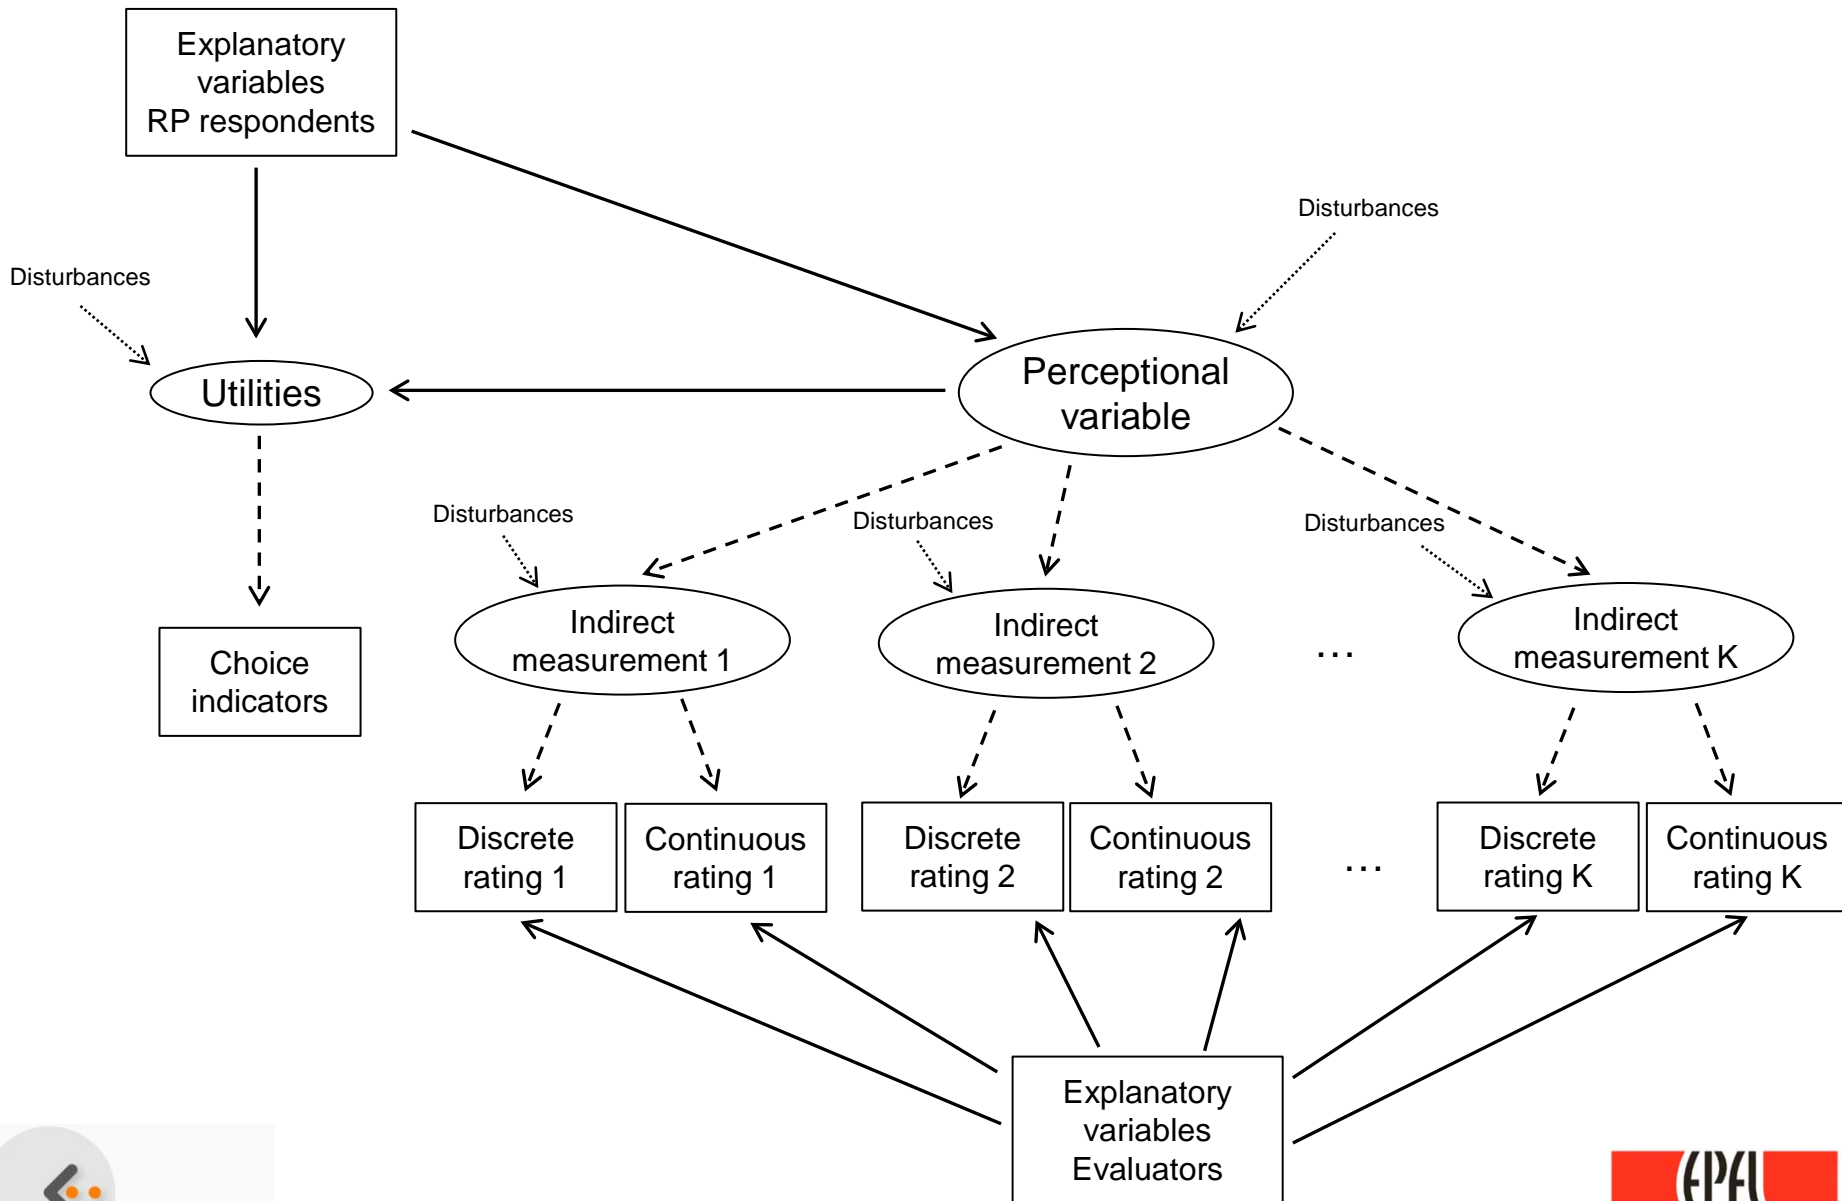 Explanatory
variables
RP respondents
Disturbances
Disturbances
Utilities
Perceptional
variable
Disturbances
Disturbances
Disturbances
Indirect
measurement 1
Indirect
measurement 2
...
Indirect
measurement K
Choice
indicators
Discrete
rating 1
Continuous
rating 1
Discrete
rating 2
Continuous
rating 2
...
Discrete
rating K
Continuous
rating K
Explanatory
variables
Evaluators
EPFL